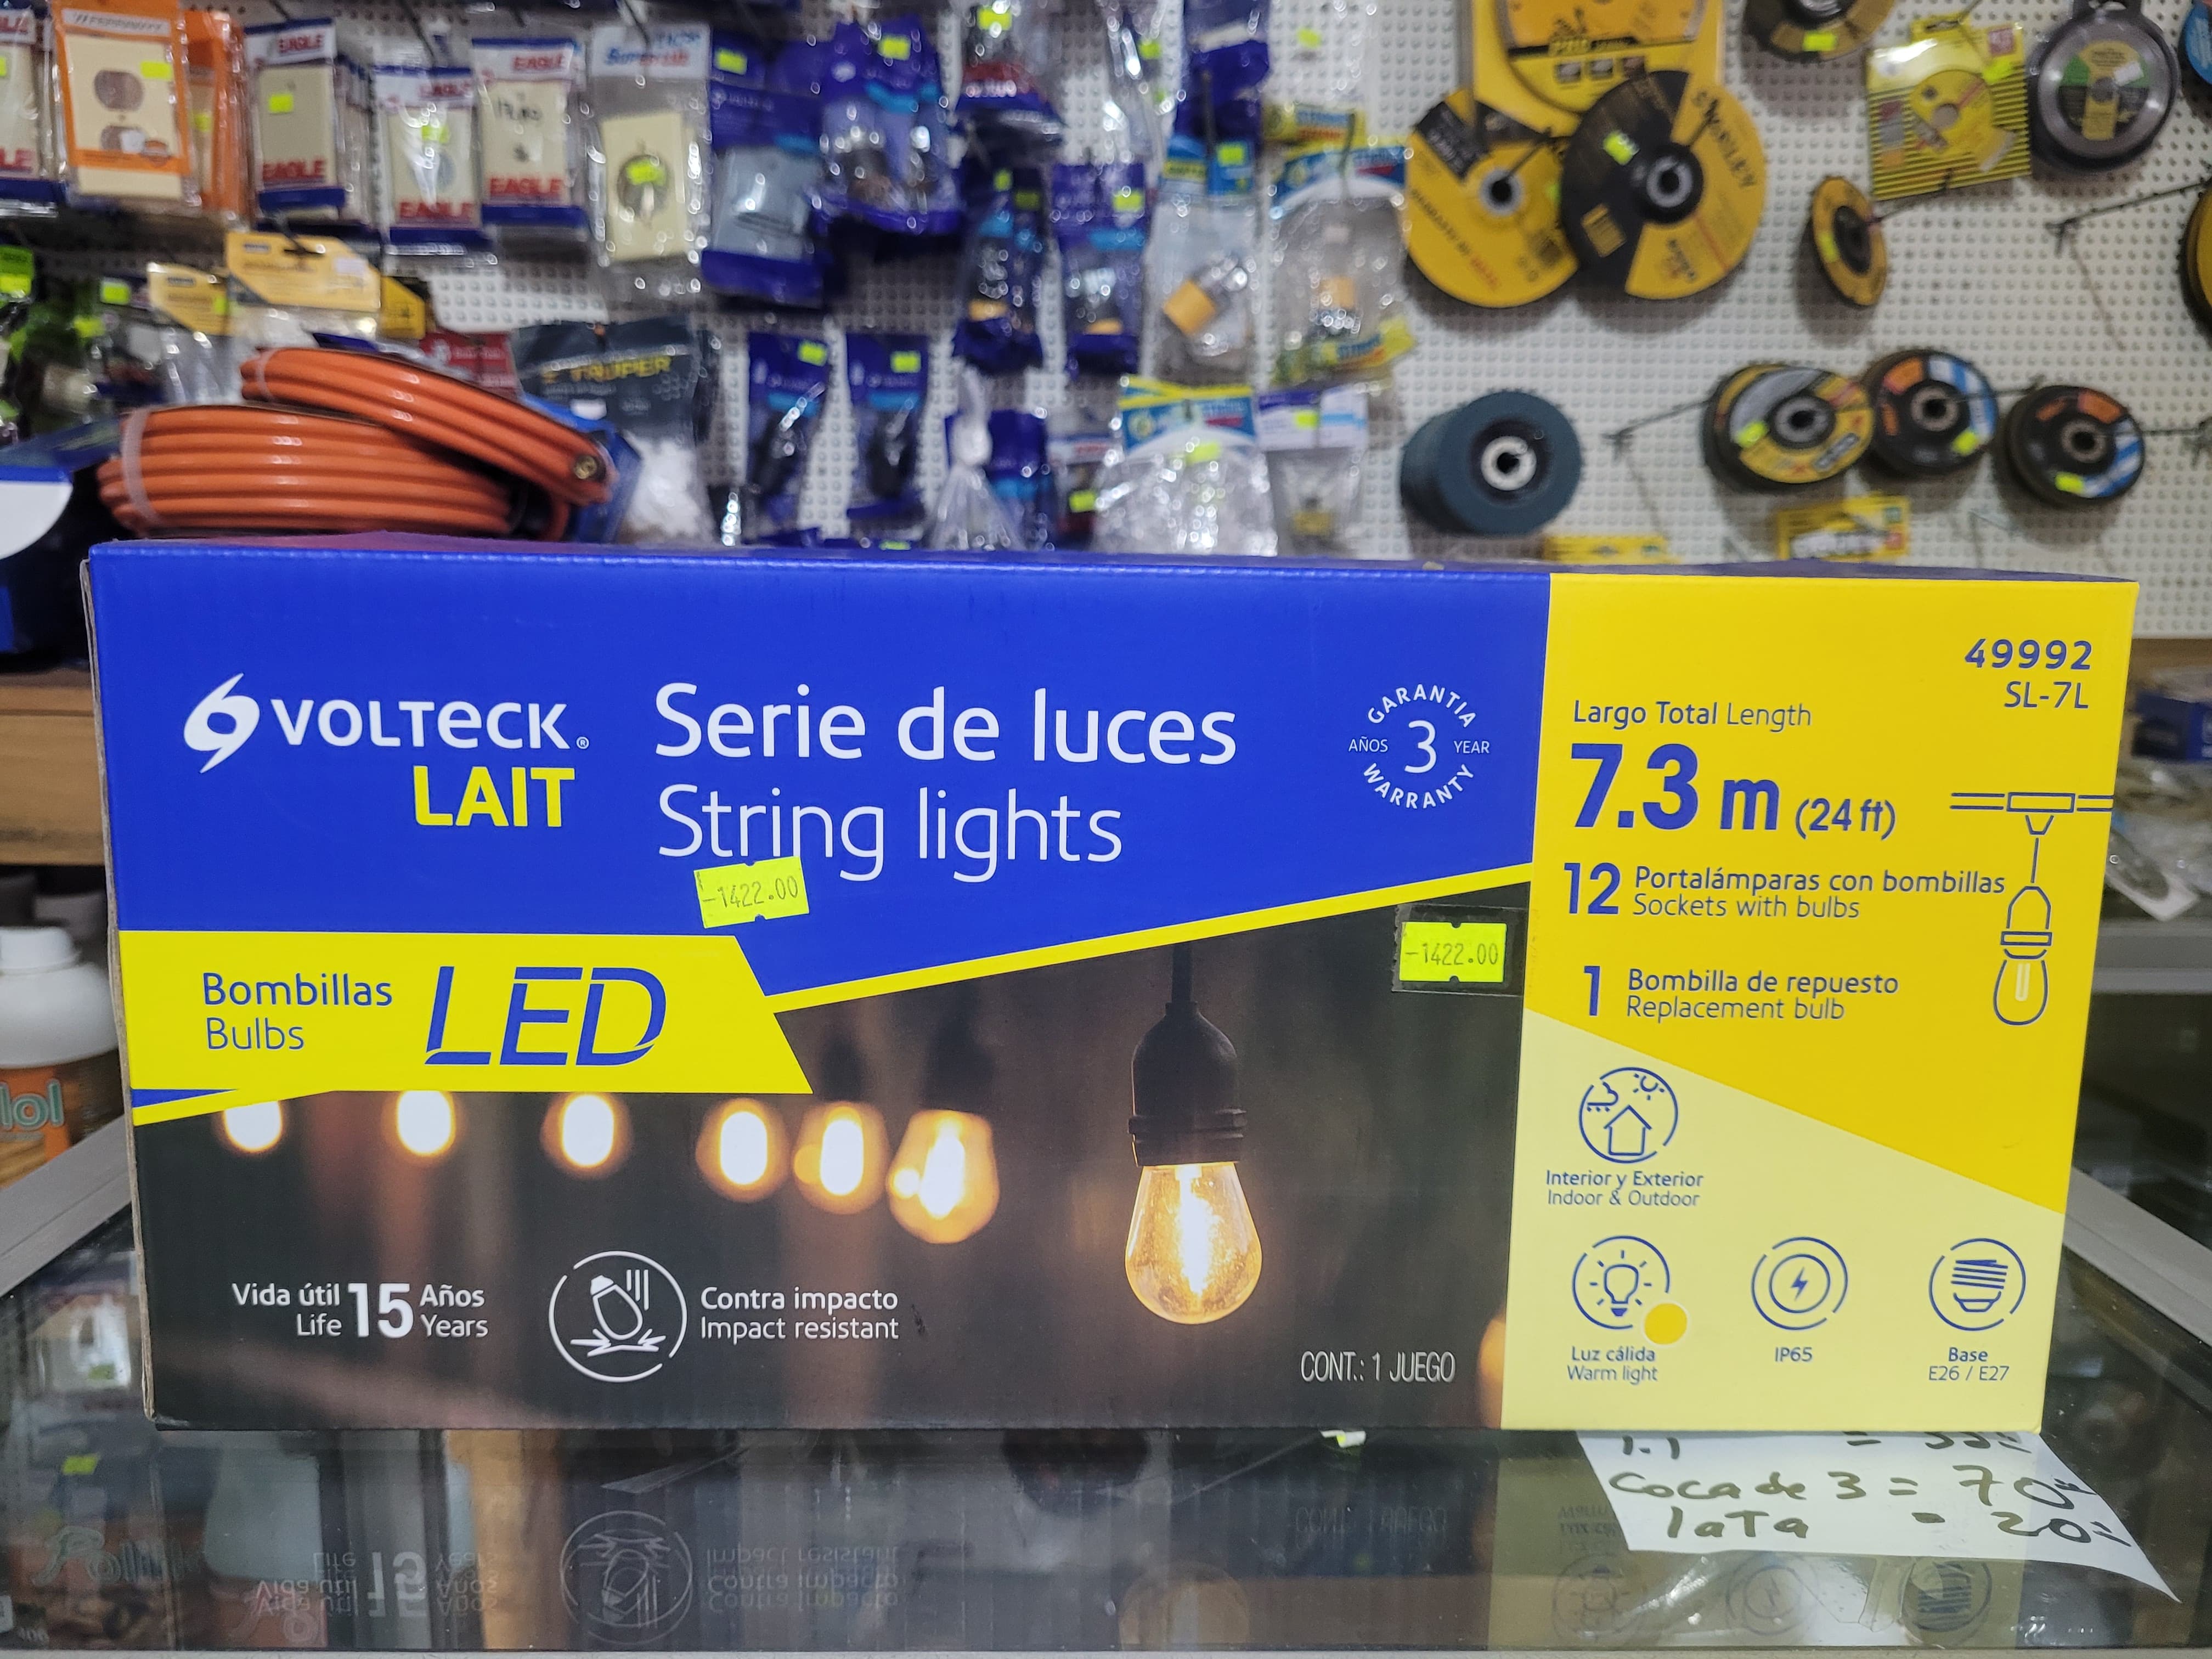 EAGLE
EAGLE
EAGLE
EAGLE
EAGLE
EAGLE
TRUPER
VOLTECK®
LAIT
Serie de luces
String lights
GARANTIA
AÑOS 3 YEAR
WARRANTY
49992
SL-7L
Largo Total Length
7.3 m (24 ft)
12 Portalámparas con bombillas
Sockets with bulbs
1 Bombilla de repuesto
Replacement bulb
-1422.00
-1422.00
Bombillas
Bulbs
LED
Interior y Exterior
Indoor & Outdoor
Vida útil 15 Años
Life Years
Contra impacto
Impact resistant
CONT.: 1 JUEGO
Luz cálida
Warm light
IP65
Base
E26 / E27
lol
Coca de 3 = 70
lata = 20